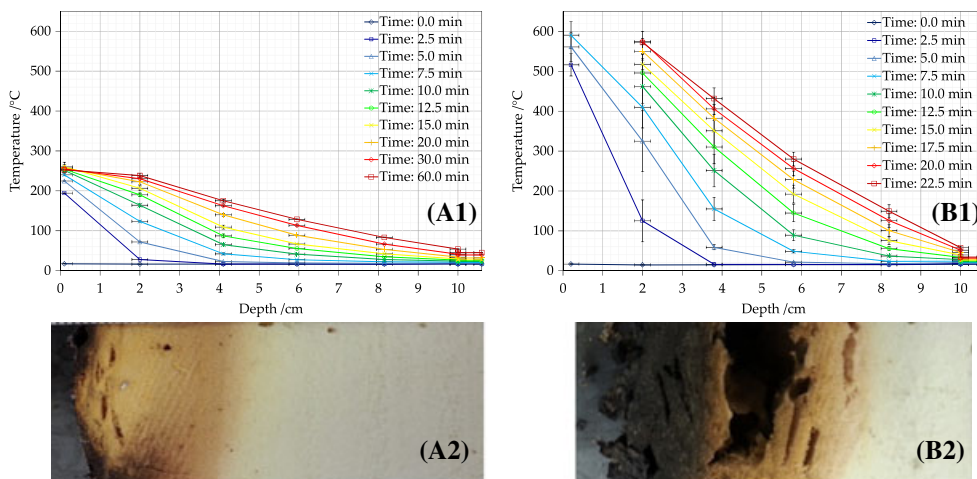 600
500
400
300
200
100
0
Temperature /°C
0 1 2 3 4 5 6 7 8 9 10
Depth /cm
Time: 0.0 min
Time: 2.5 min
Time: 5.0 min
Time: 7.5 min
Time: 10.0 min
Time: 12.5 min
Time: 15.0 min
Time: 20.0 min
Time: 30.0 min
Time: 60.0 min
(A1)
600
500
400
300
200
100
0
Temperature /°C
0 1 2 3 4 5 6 7 8 9 10
Depth /cm
Time: 0.0 min
Time: 2.5 min
Time: 5.0 min
Time: 7.5 min
Time: 10.0 min
Time: 12.5 min
Time: 15.0 min
Time: 17.5 min
Time: 20.0 min
Time: 22.5 min
(B1)
(A2)
(B2)